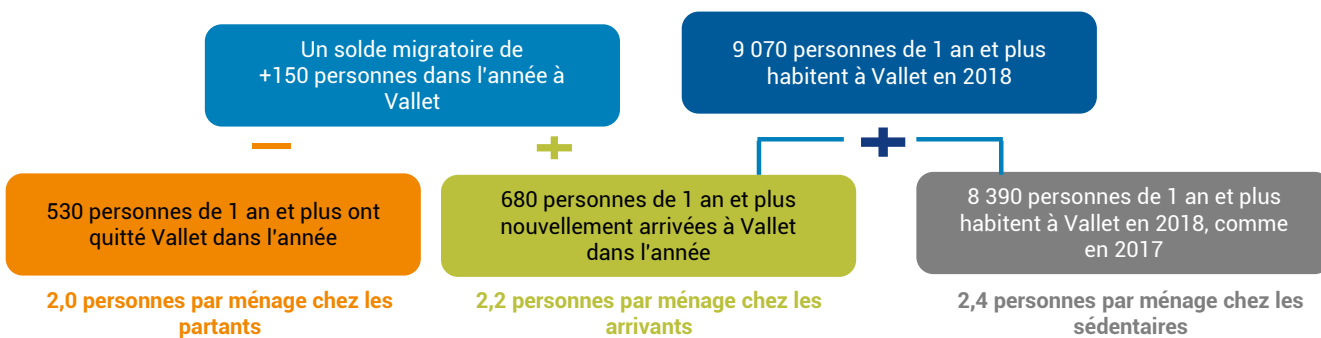 Un solde migratoire de
+150 personnes dans l'année à
Vallet
9 070 personnes de 1 an et plus
habitent à Vallet en 2018
530 personnes de 1 an et plus ont
quitté Vallet dans l'année
680 personnes de 1 an et plus
nouvellement arrivées à Vallet
dans l'année
8 390 personnes de 1 an et plus
habitent à Vallet en 2018, comme
en 2017
2,0 personnes par ménage chez les
partants
2,2 personnes par ménage chez les
arrivants
2,4 personnes par ménage chez les
sédentaires